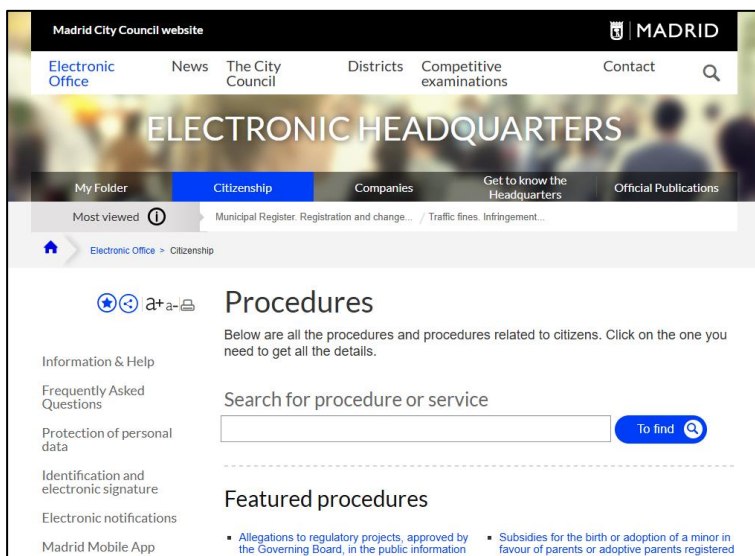 Madrid City Council website
MADRID
Electronic
Office
News
The City
Council
Districts
Competitive
examinations
Contact
ELECTRONIC HEADQUARTERS
My Folder
Citizenship
Companies
Get to know the
Headquarters
Official Publications
Most viewed
Municipal Register. Registration and change...
/ Traffic fines. Infringement...
Electronic Office > Citizenship
a+ a-
Procedures
Below are all the procedures and procedures related to citizens. Click on the one you
need to get all the details.
Information & Help
Frequently Asked
Questions
Protection of personal
data
Identification and
electronic signature
Electronic notifications
Madrid Mobile App
Search for procedure or service
To find
Featured procedures
Allegations to regulatory projects, approved by
the Governing Board, in the public information
Subsidies for the birth or adoption of a minor in
favour of parents or adoptive parents registered